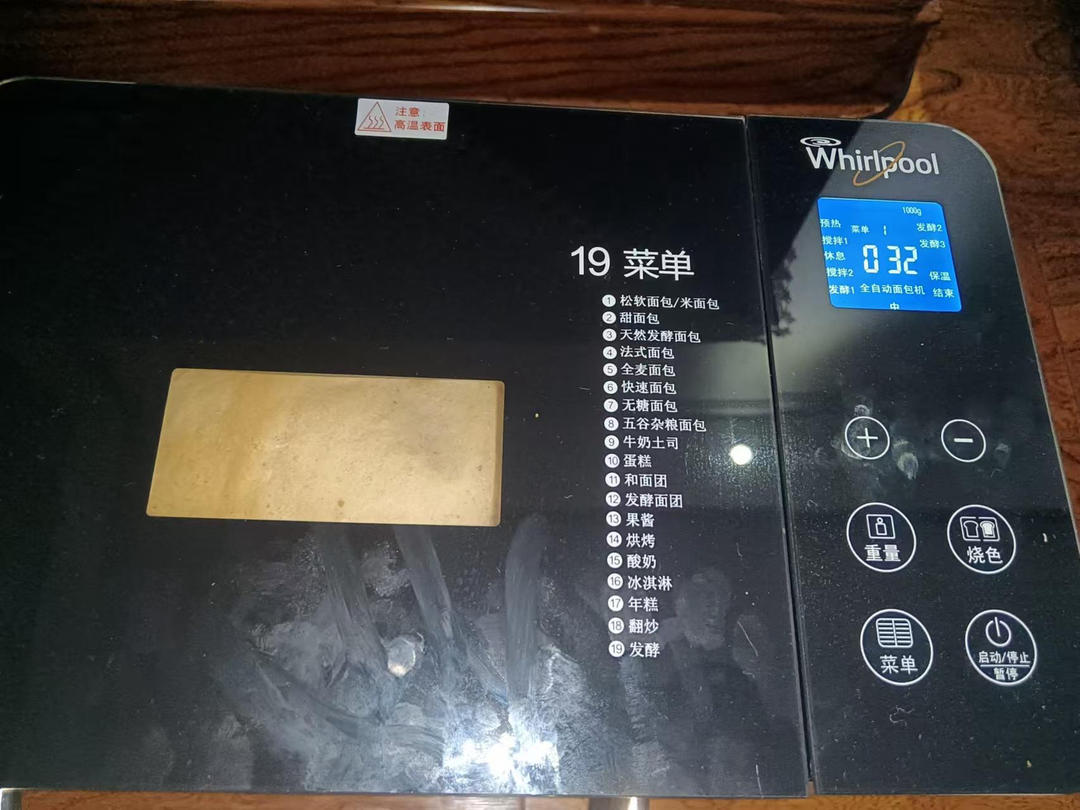 注意:
高温表面
Whirlpool
1000g
预热
菜单 1
发酵2
搅拌1
发酵3
休息
0 32
搅拌2
保温
发酵1
全自动面包机
结束
中
19 菜单
1 松软面包/米面包
2 甜面包
3 天然发酵面包
4 法式面包
5 全麦面包
6 快速面包
7 无糖面包
8 五谷杂粮面包
9 牛奶土司
10 蛋糕
11 和面团
12 发酵面团
13 果酱
14 烘烤
15 酸奶
16 冰淇淋
17 年糕
18 翻炒
19 发酵
+
−
重量
烧色
菜单
启动/停止
暂停